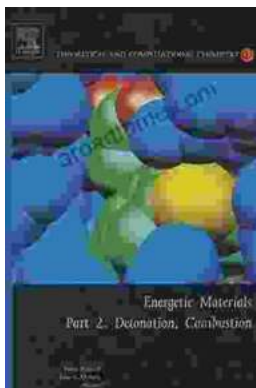 THEORETICAL AND COMPUTATIONAL CHEMISTRY
Energetic Materials
Part 2. Detonation, Combustion